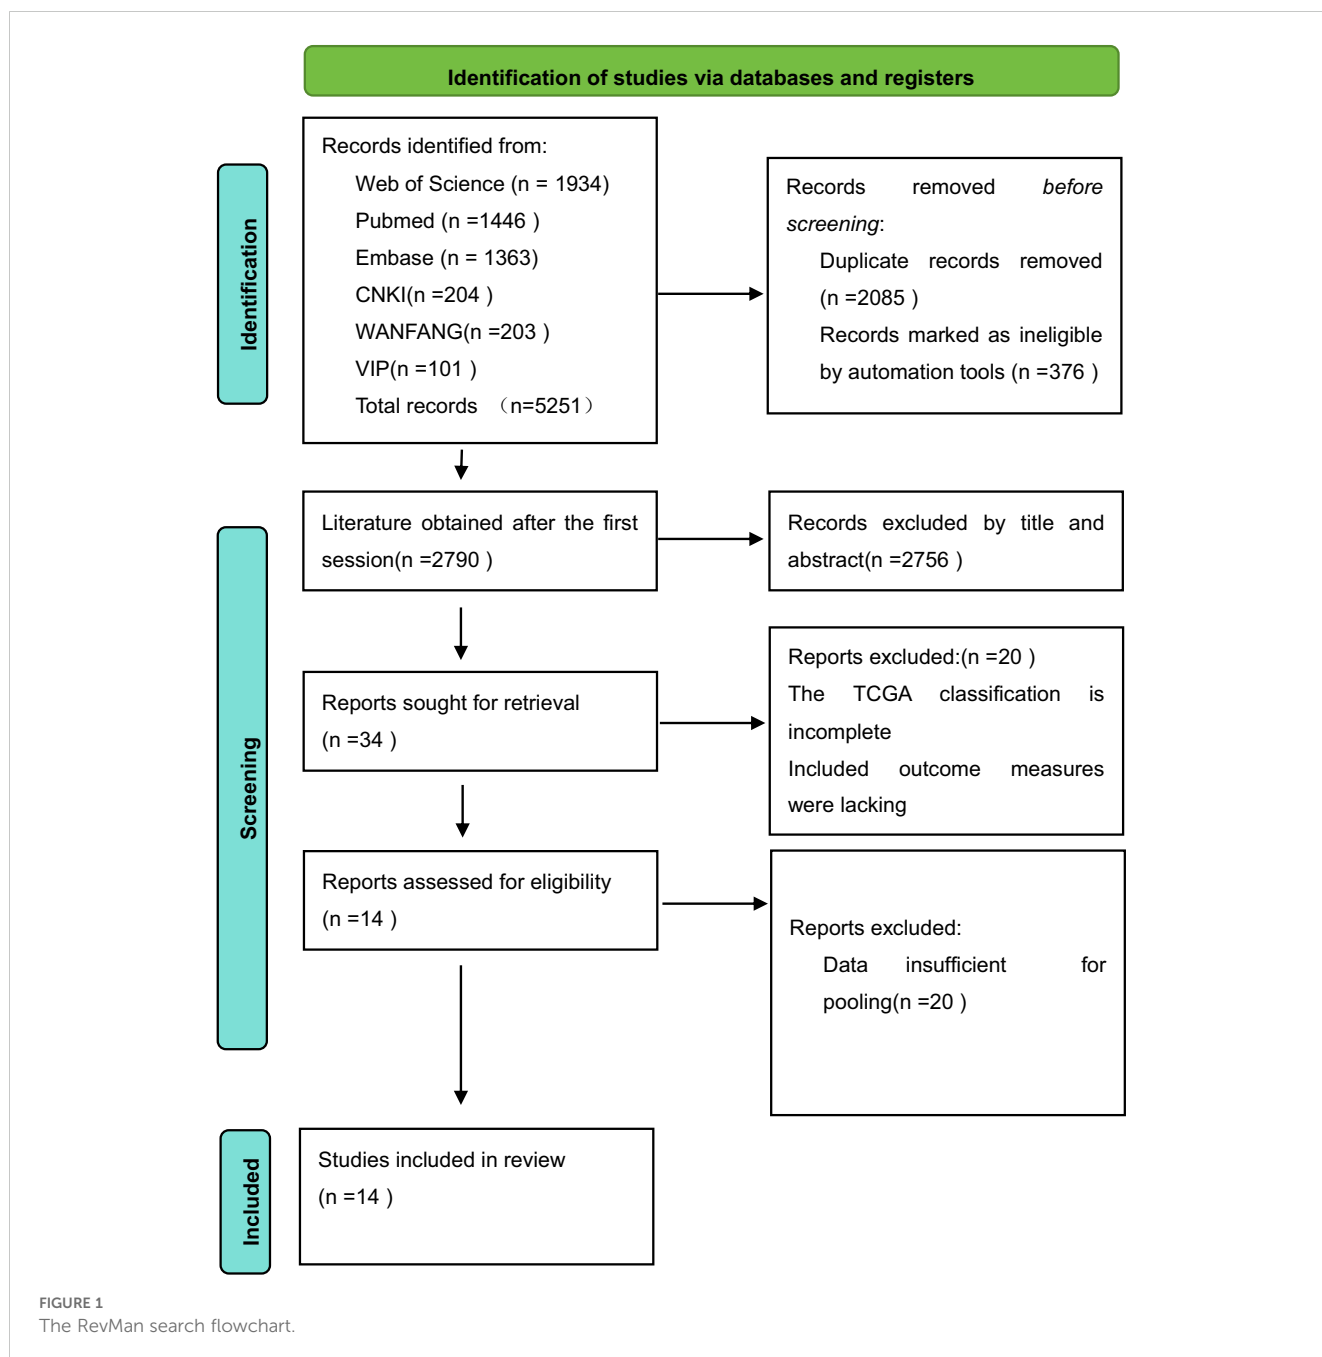 Identification of studies via databases and registers
Identification
Records identified from:
Web of Science (n = 1934)
Pubmed (n =1446 )
Embase (n = 1363)
CNKI(n =204 )
WANFANG(n =203 )
VIP(n =101 )
Total records （n=5251）
Records removed before
screening:
Duplicate records removed
(n =2085 )
Records marked as ineligible
by automation tools (n =376 )
Screening
Literature obtained after the first
session(n =2790 )
Records excluded by title and
abstract(n =2756 )
Reports sought for retrieval
(n =34 )
Reports excluded:(n =20 )
The TCGA classification is
incomplete
Included outcome measures
were lacking
Reports assessed for eligibility
(n =14 )
Reports excluded:
Data insufficient for
pooling(n =20 )
Included
Studies included in review
(n =14 )
FIGURE 1
The RevMan search flowchart.